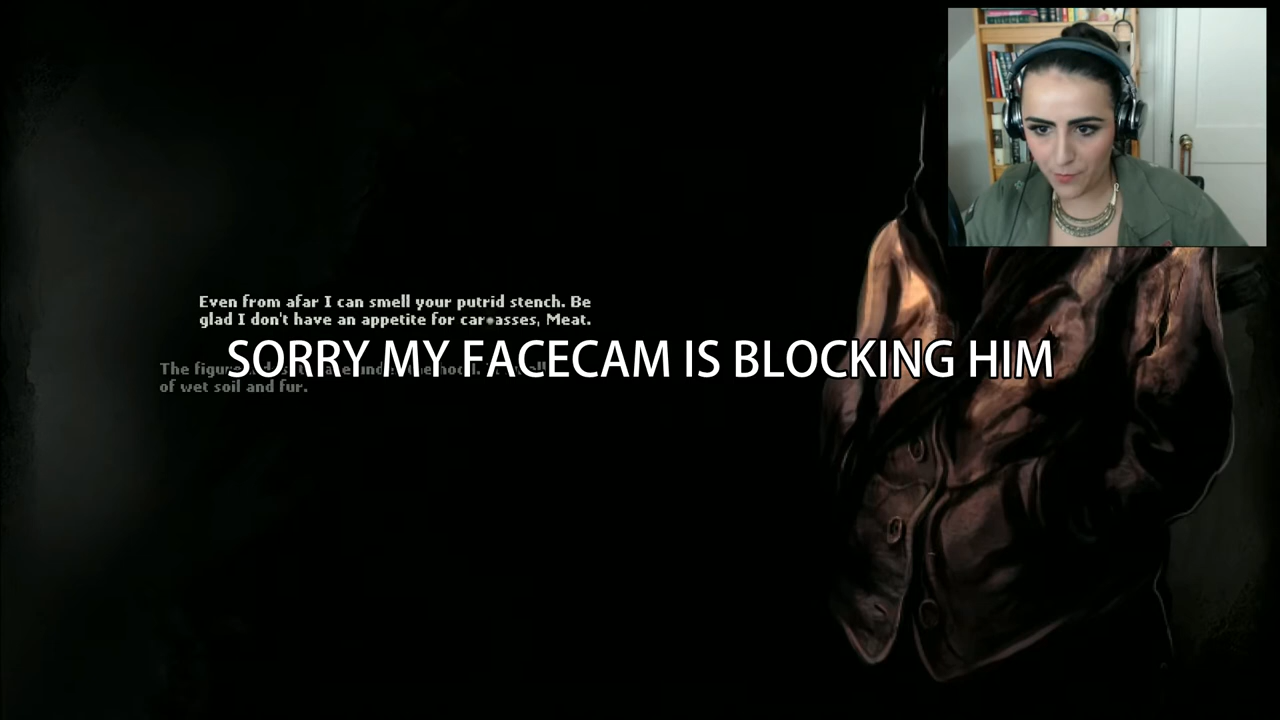 Even from afar I can smell your putrid stench. Be
glad I don't have an appetite for carcasses, Meat.
SORRY MY FACECAM IS BLOCKING HIM
The
of wet soil and fur.